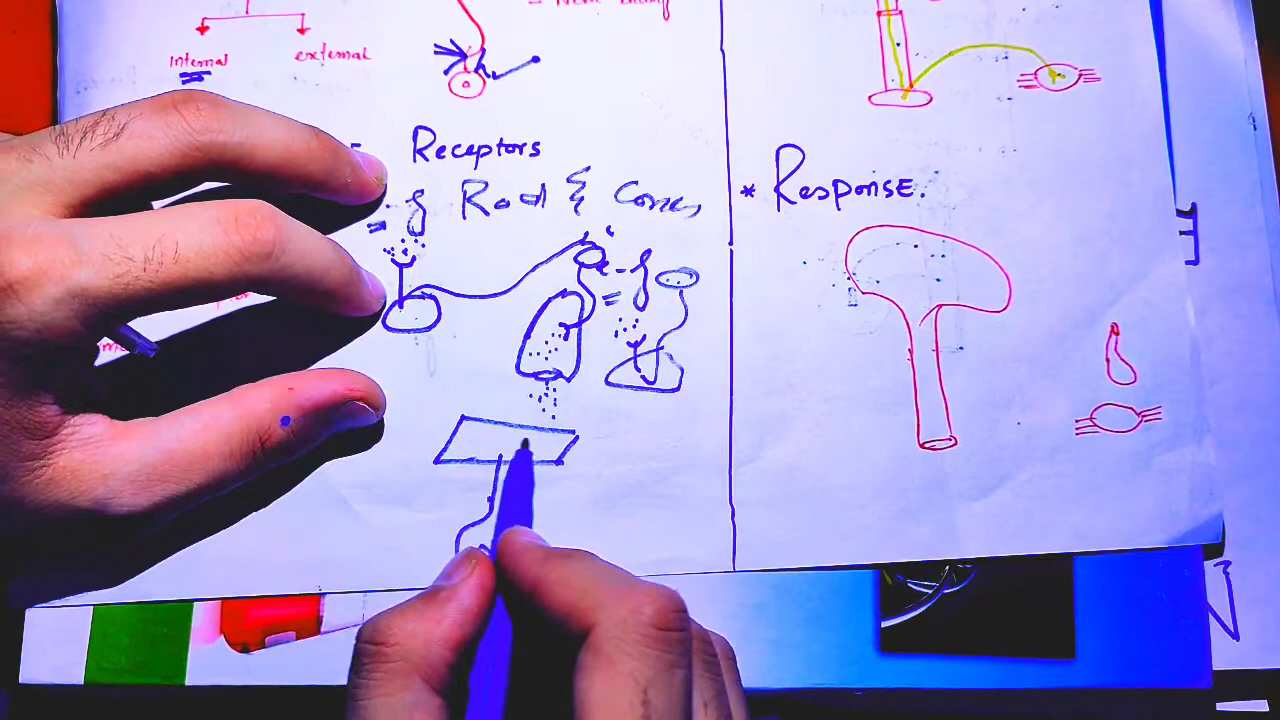 internal external
Receptors
e.g Rod & Cones
e.g
* Response.